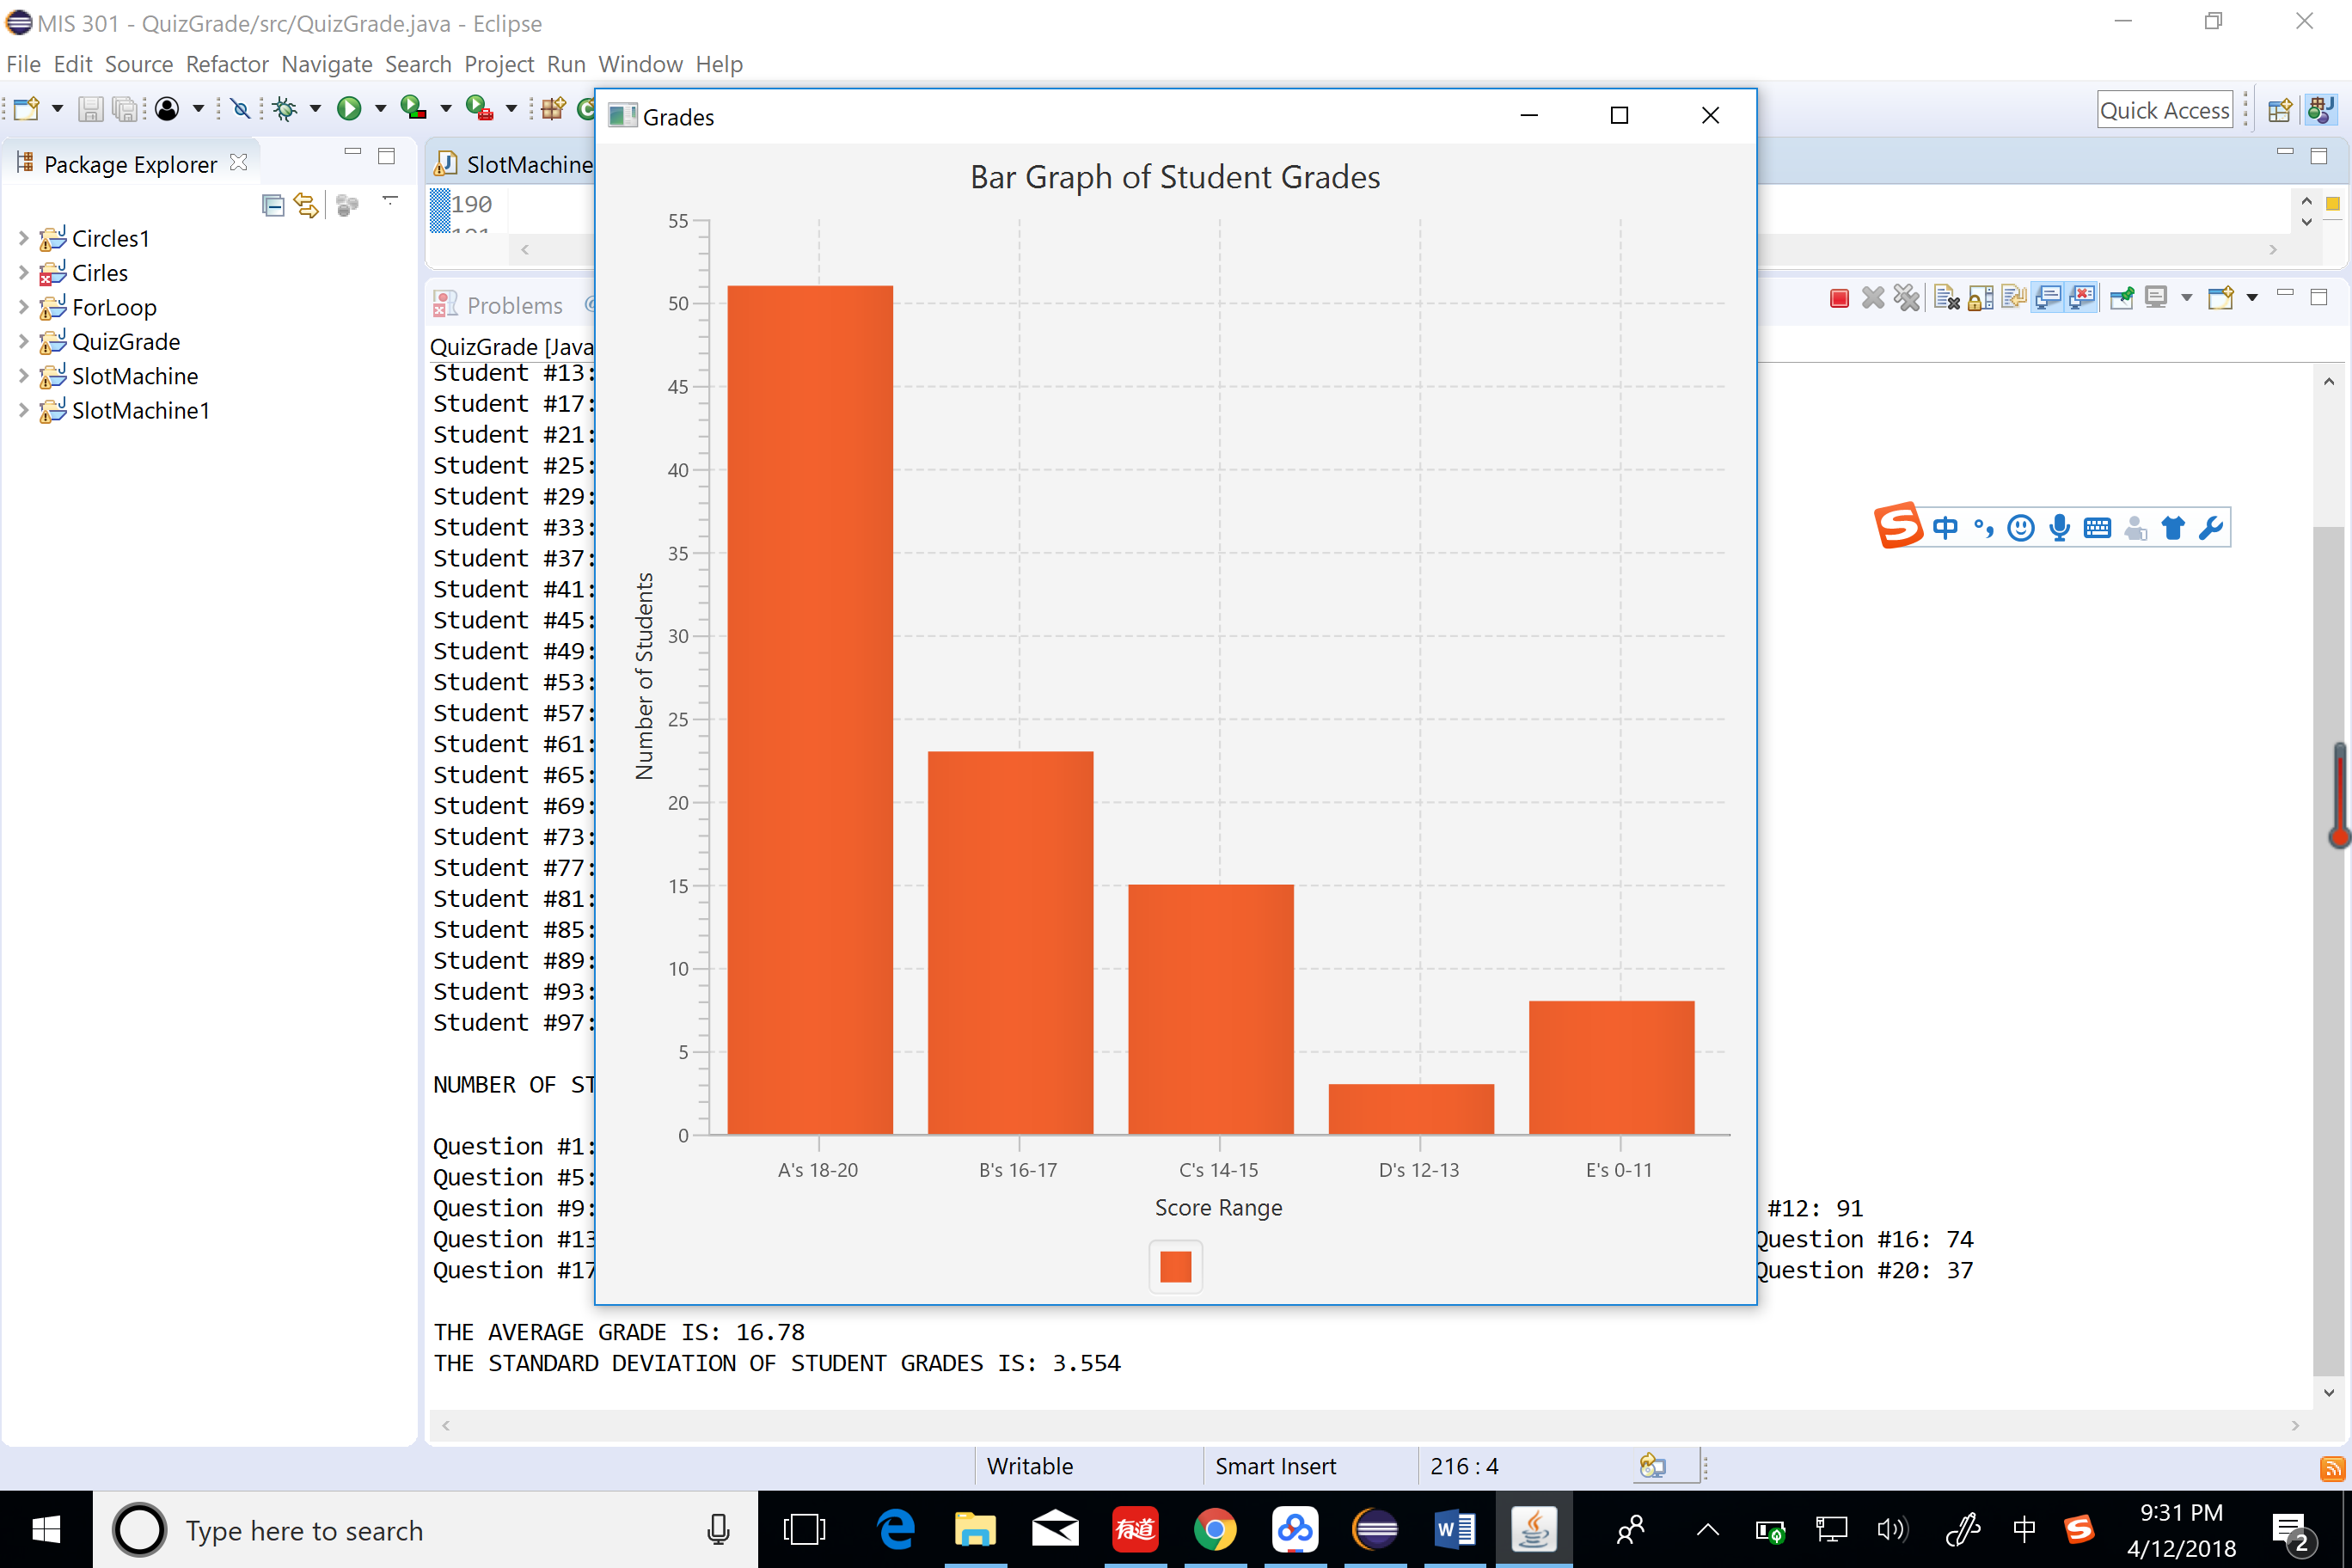 MIS 301 - QuizGrade/src/QuizGrade.java - Eclipse
File Edit Source Refactor Navigate Search Project Run Window Help
Quick Access
Package Explorer
Circles1
Cirles
ForLoop
QuizGrade
SlotMachine
SlotMachine1
SlotMachine
190
191
Problems
QuizGrade [Java
Student #13:
Student #17:
Student #21:
Student #25:
Student #29:
Student #33:
Student #37:
Student #41:
Student #45:
Student #49:
Student #53:
Student #57:
Student #61:
Student #65:
Student #69:
Student #73:
Student #77:
Student #81:
Student #85:
Student #89:
Student #93:
Student #97:
NUMBER OF ST
Question #1:
Question #5:
Question #9: #12: 91
Question #13 Question #16: 74
Question #17 Question #20: 37
THE AVERAGE GRADE IS: 16.78
THE STANDARD DEVIATION OF STUDENT GRADES IS: 3.554
Grades
Bar Graph of Student Grades
Number of Students
55
50
45
40
35
30
25
20
15
10
5
0
A's 18-20 B's 16-17 C's 14-15 D's 12-13 E's 0-11
Score Range
S 中
Writable Smart Insert 216 : 4
Type here to search
有道
W
中
S
9:31 PM
4/12/2018
2